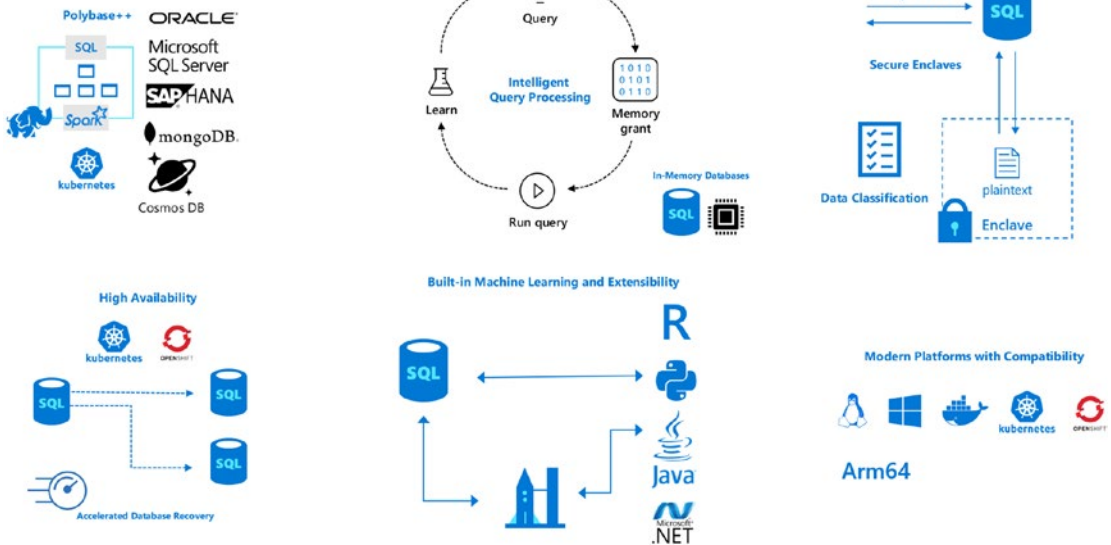 Polybase++
ORACLE
SQL
Microsoft
SQL Server
SAP HANA
Spark
mongoDB
kubernetes
Cosmos DB
Query
Learn
Intelligent
Query Processing
1010
0101
0110
Memory
grant
Run query
In-Memory Databases
SQL
SQL
Secure Enclaves
Data Classification
plaintext
Enclave
High Availability
kubernetes
OPENSHIFT
SQL
SQL
SQL
Accelerated Database Recovery
Built-in Machine Learning and Extensibility
R
SQL
Java
Microsoft
.NET
Modern Platforms with Compatibility
kubernetes
OPENSHIFT
Arm64